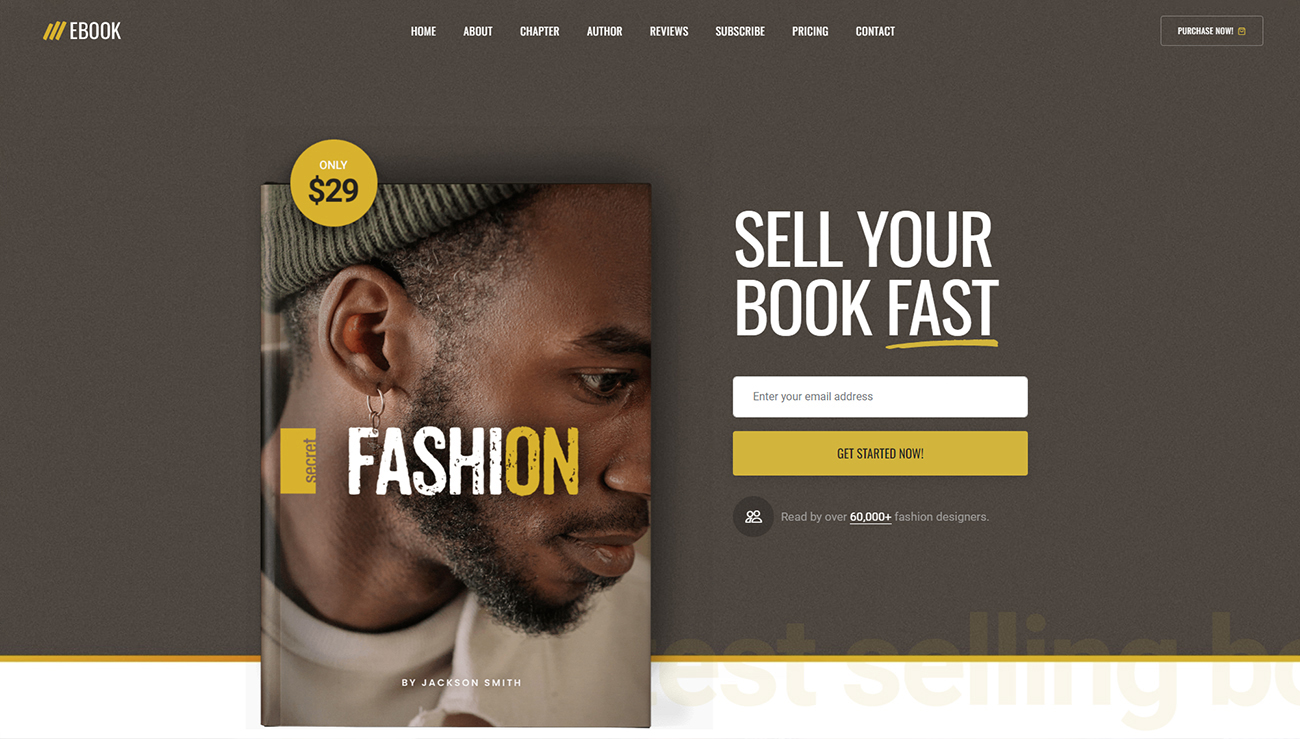 EBOOK
HOME ABOUT CHAPTER AUTHOR REVIEWS SUBSCRIBE PRICING CONTACT
PURCHASE NOW!
ONLY
$29
secret
FASHION
BY JACKSON SMITH
SELL YOUR
BOOK FAST
Enter your email address
GET STARTED NOW!
Read by over 60,000+ fashion designers.
selling